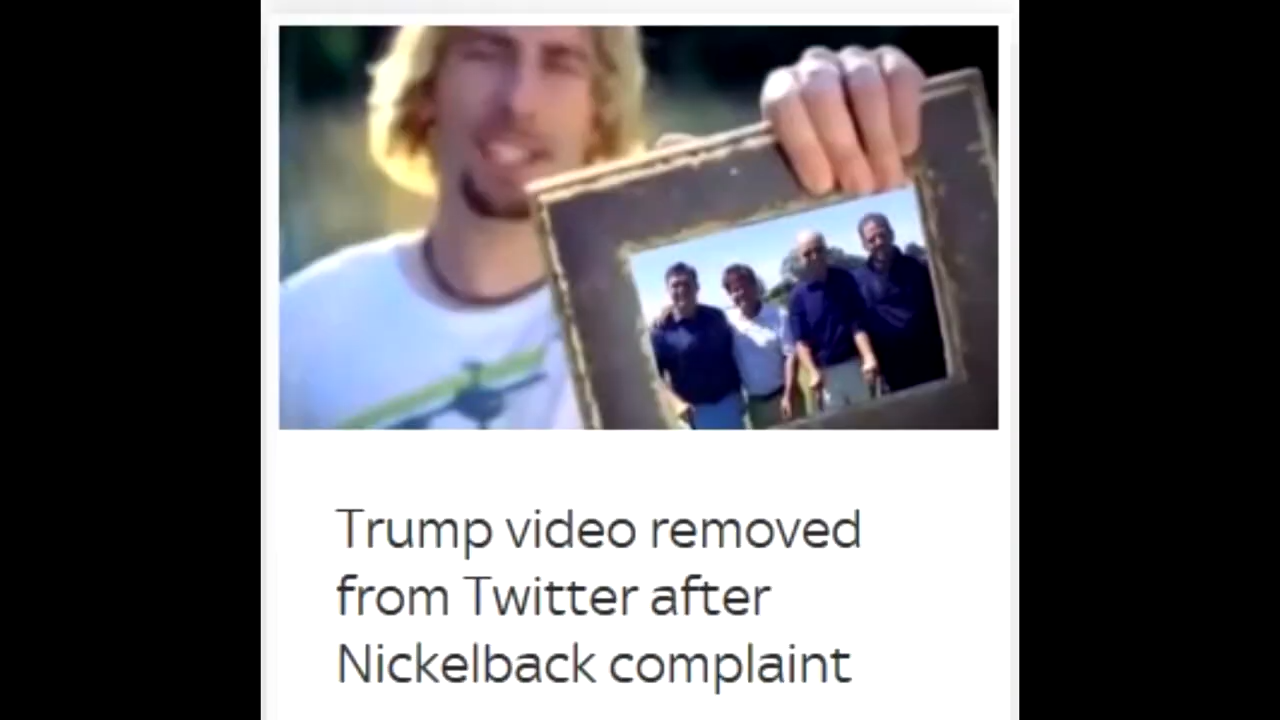 Trump video removed
from Twitter after
Nickelback complaint